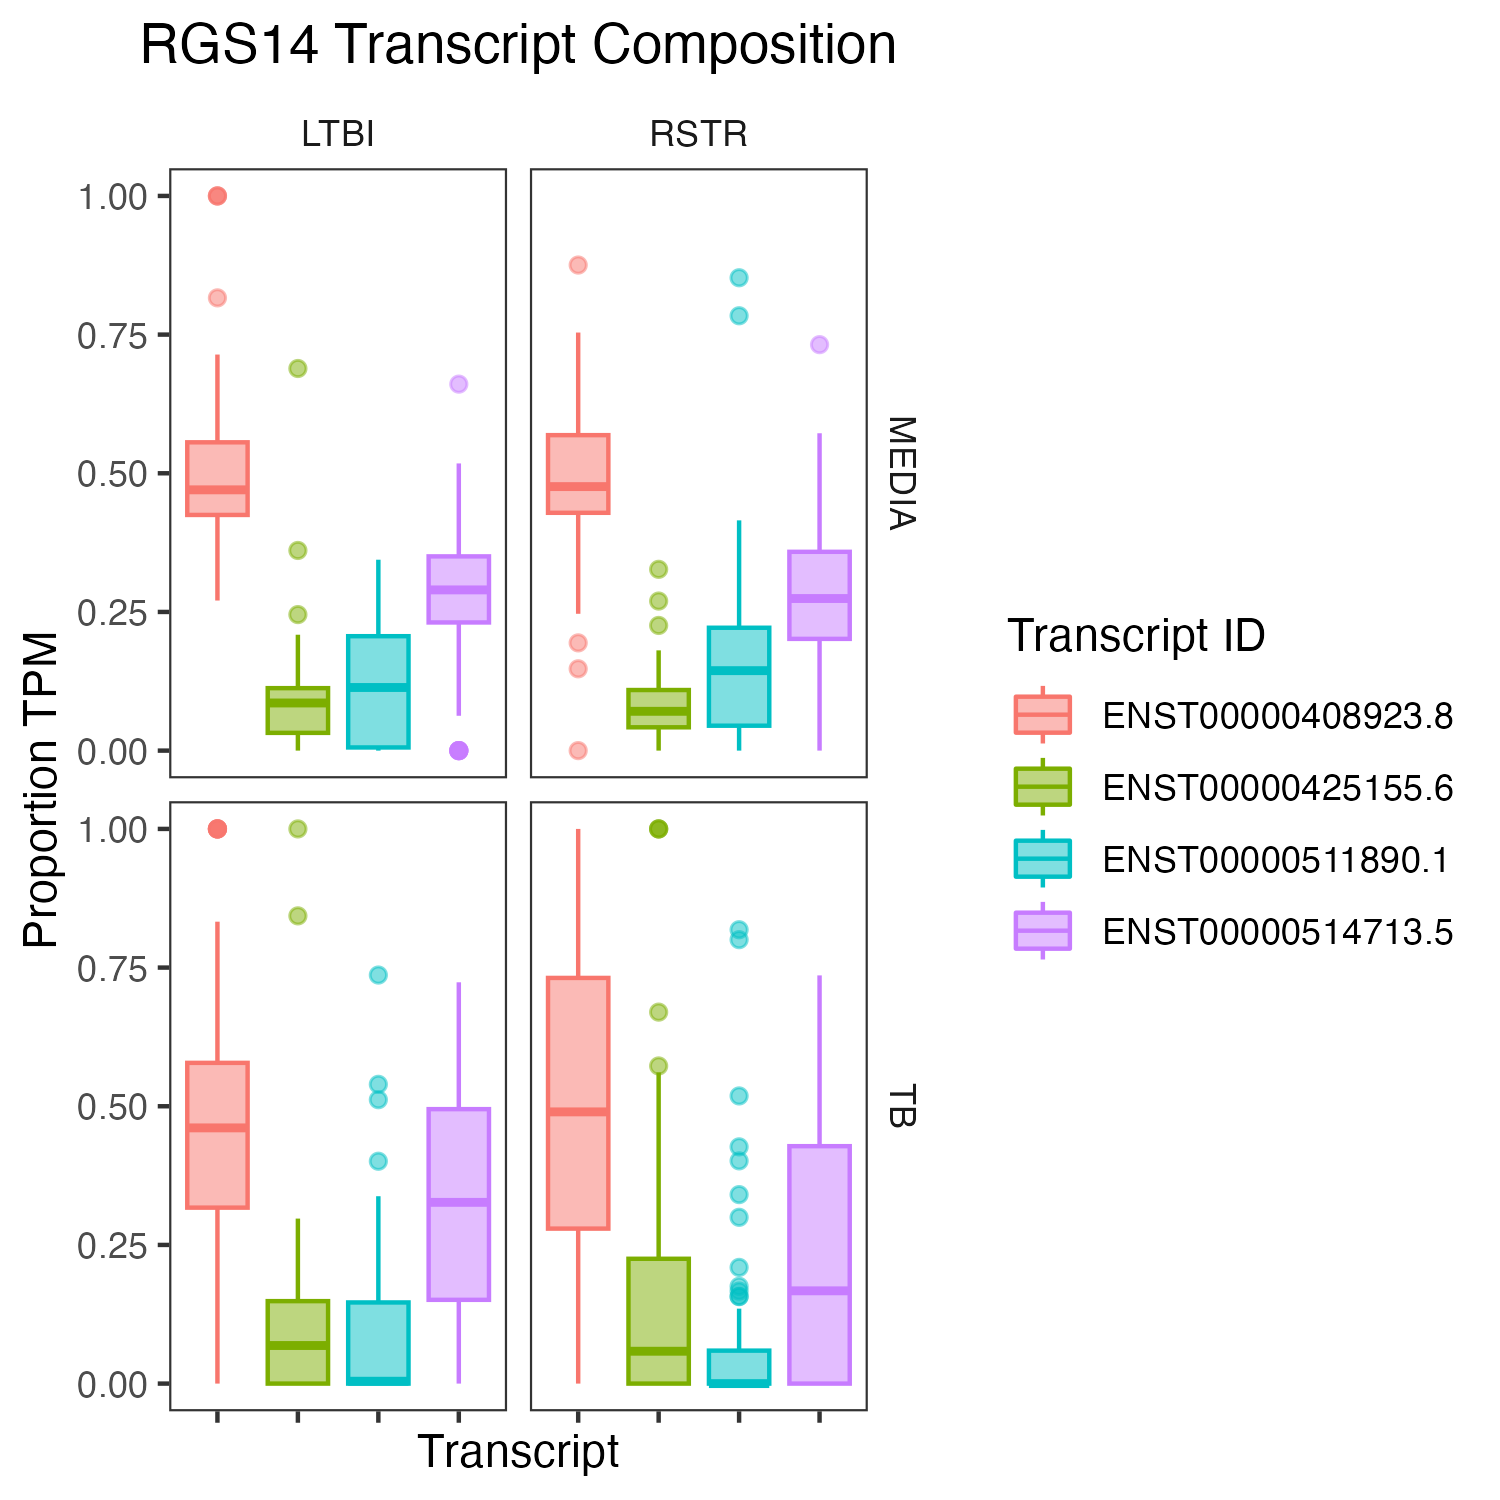 RGS14 Transcript Composition
LTBI
RSTR
1.00
0.75
0.50
0.25
0.00
MEDIA
1.00
0.75
0.50
0.25
0.00
TB
Proportion TPM
Transcript
Transcript ID
ENST00000408923.8
ENST00000425155.6
ENST00000511890.1
ENST00000514713.5